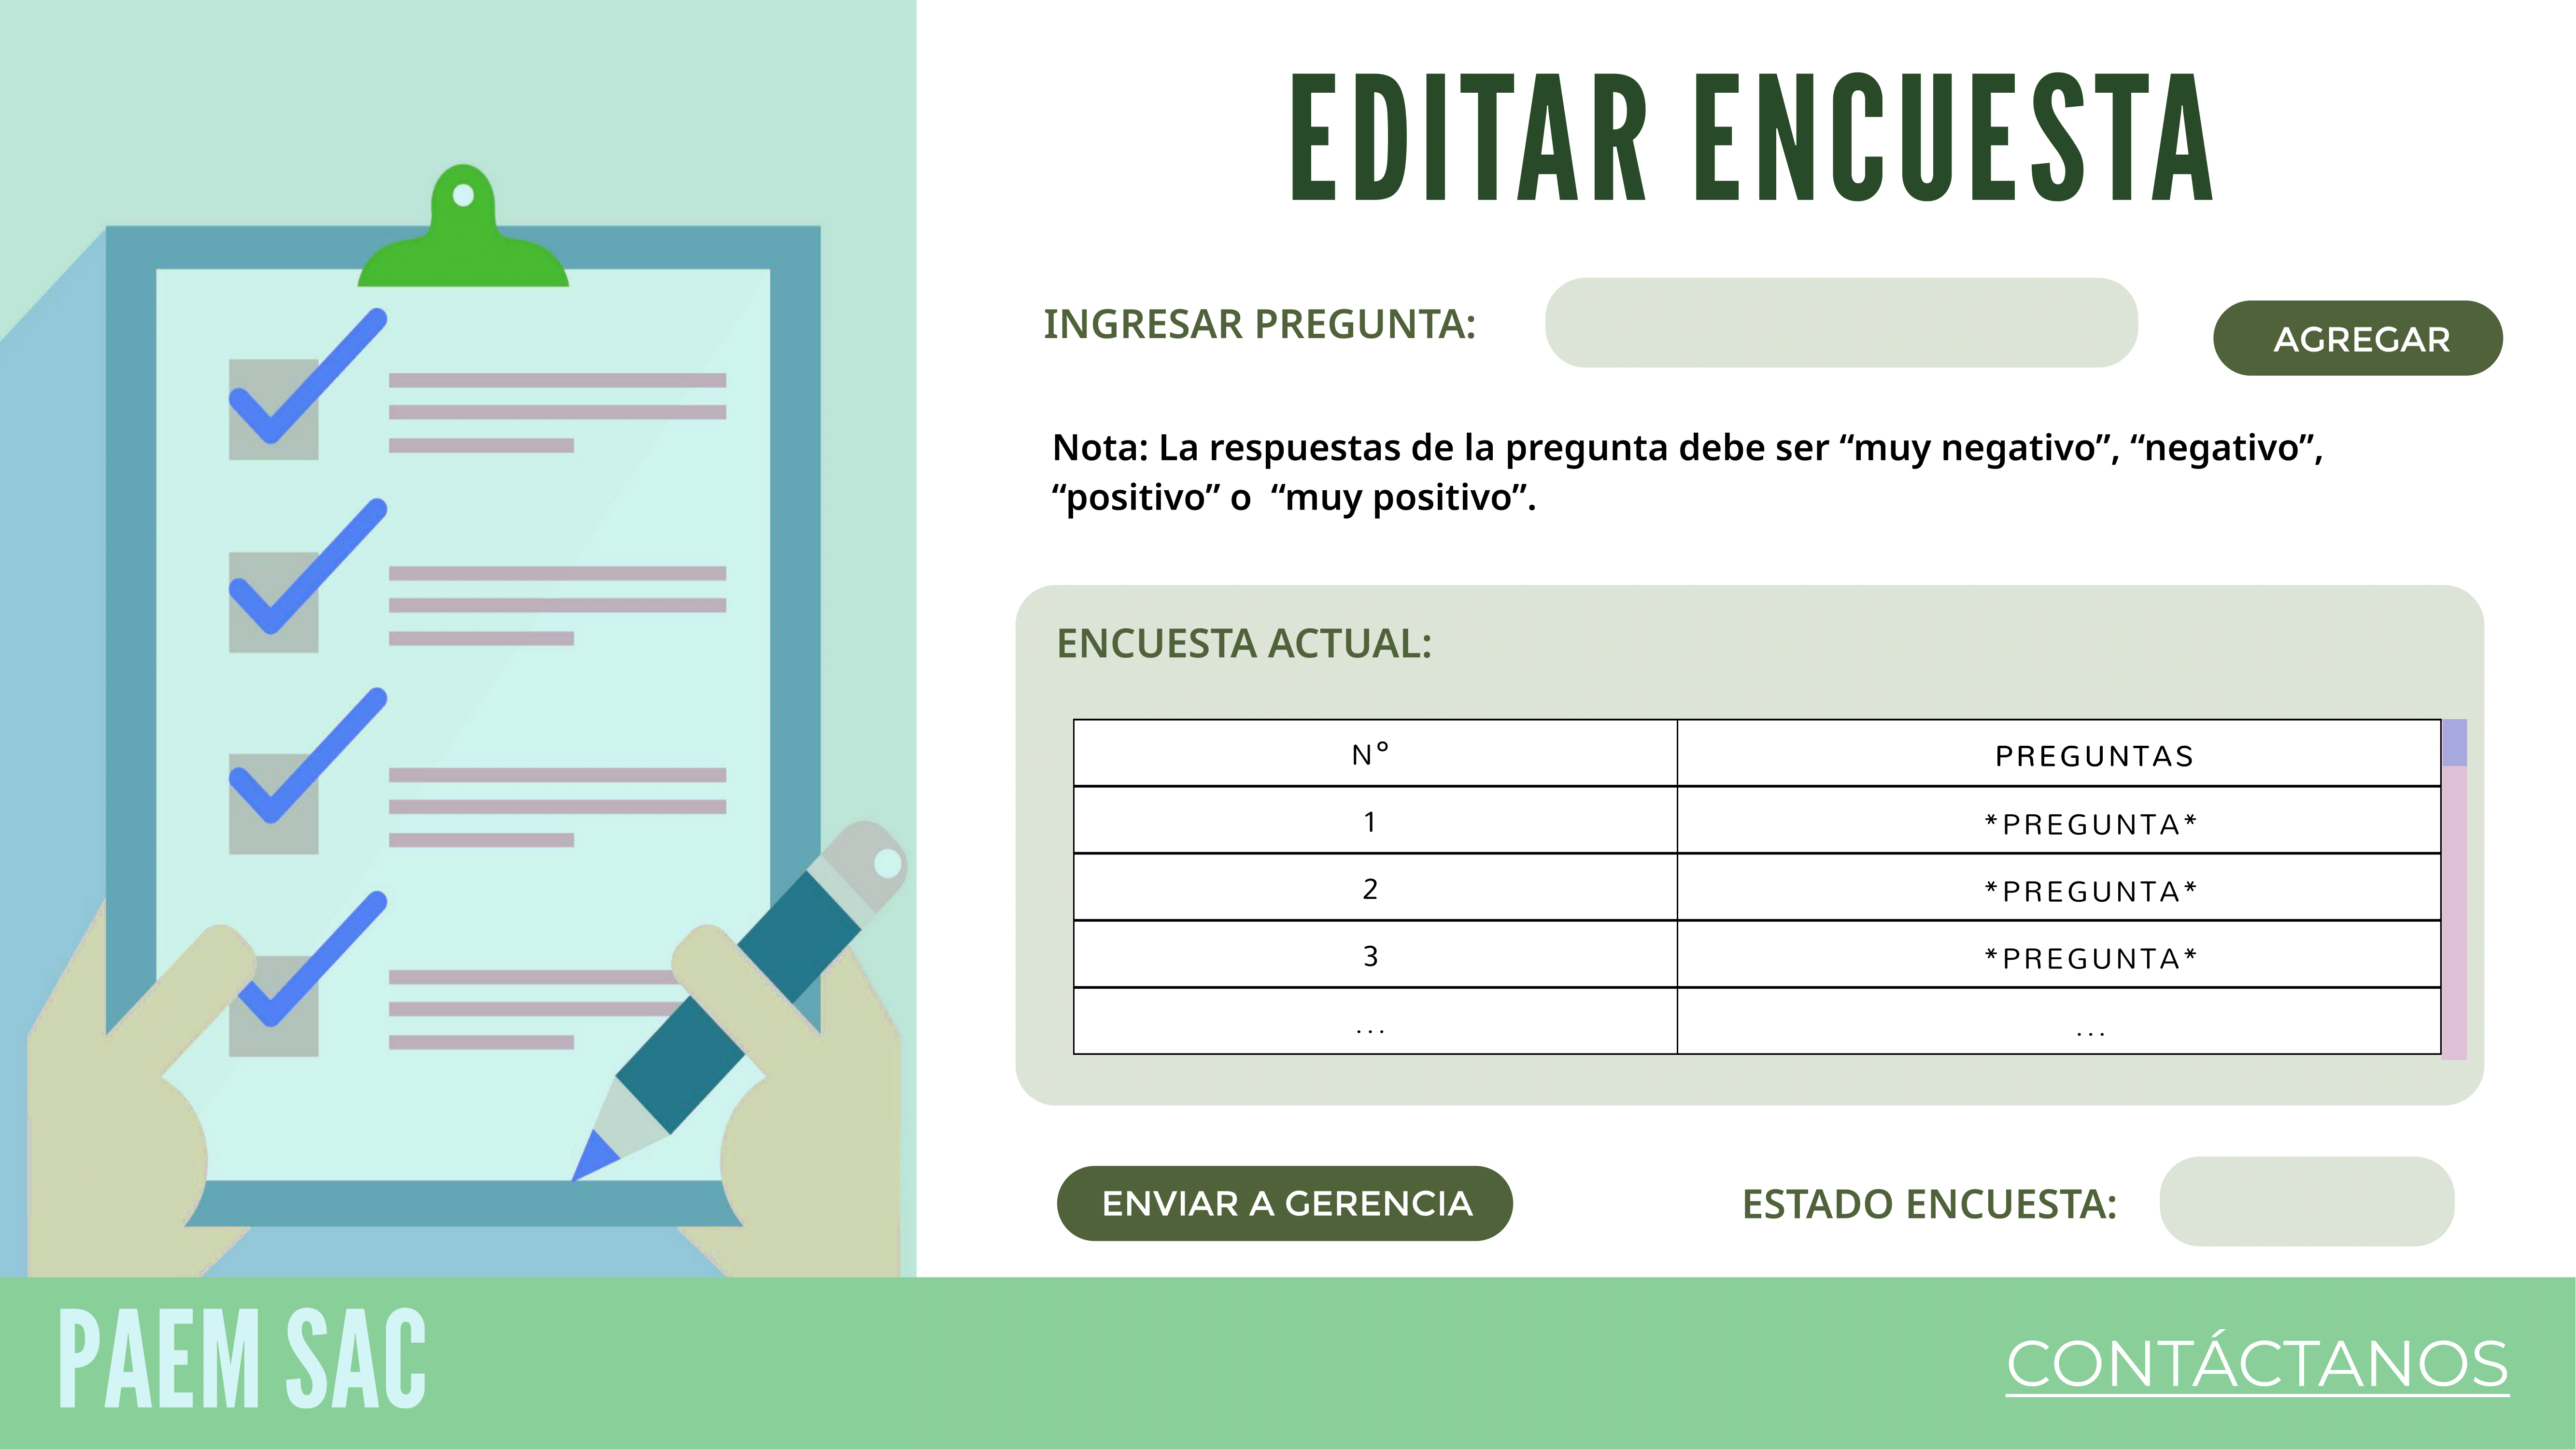 EDITAR ENCUESTA
INGRESAR PREGUNTA:
AGREGAR
Nota: La respuestas de la pregunta debe ser “muy negativo”, “negativo”,
“positivo” o  “muy positivo”.
ENCUESTA ACTUAL:
N° PREGUNTAS
1 *PREGUNTA*
2 *PREGUNTA*
3 *PREGUNTA*
... ...
ENVIAR A GERENCIA
ESTADO ENCUESTA:
PAEM SAC
CONTÁCTANOS